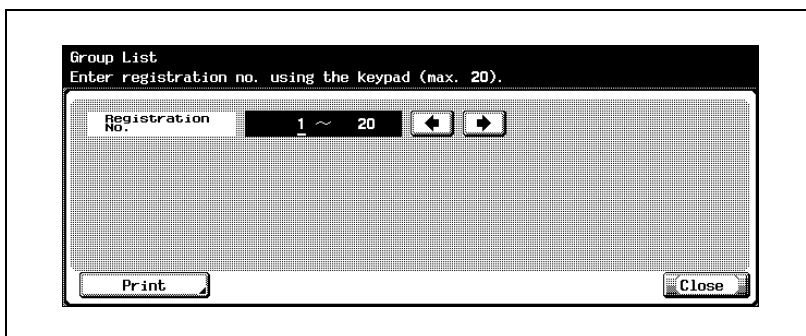 Group List
Enter registration no. using the keypad (max. 20).
Registration
No.
1 ~ 20
Print
Close